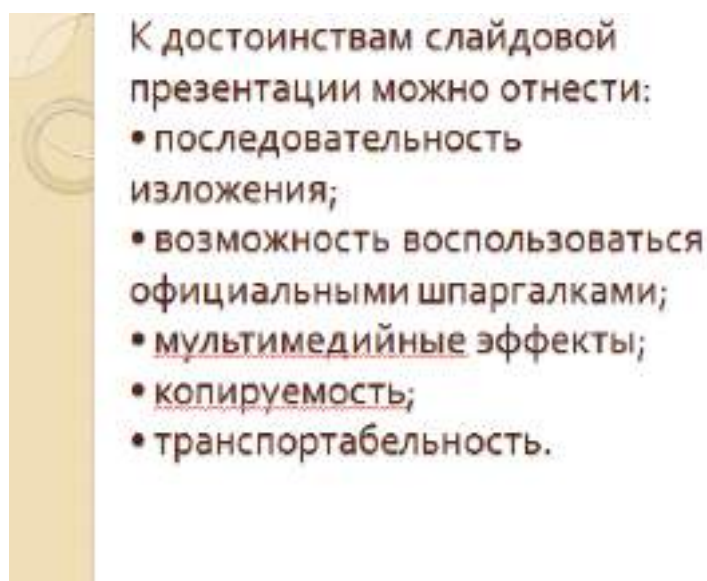 К достоинствам слайдовой
презентации можно отнести:
• последовательность
изложения;
• возможность воспользоваться
официальными шпаргалками;
• мультимедийные эффекты;
• копируемость;
• транспортабельность.